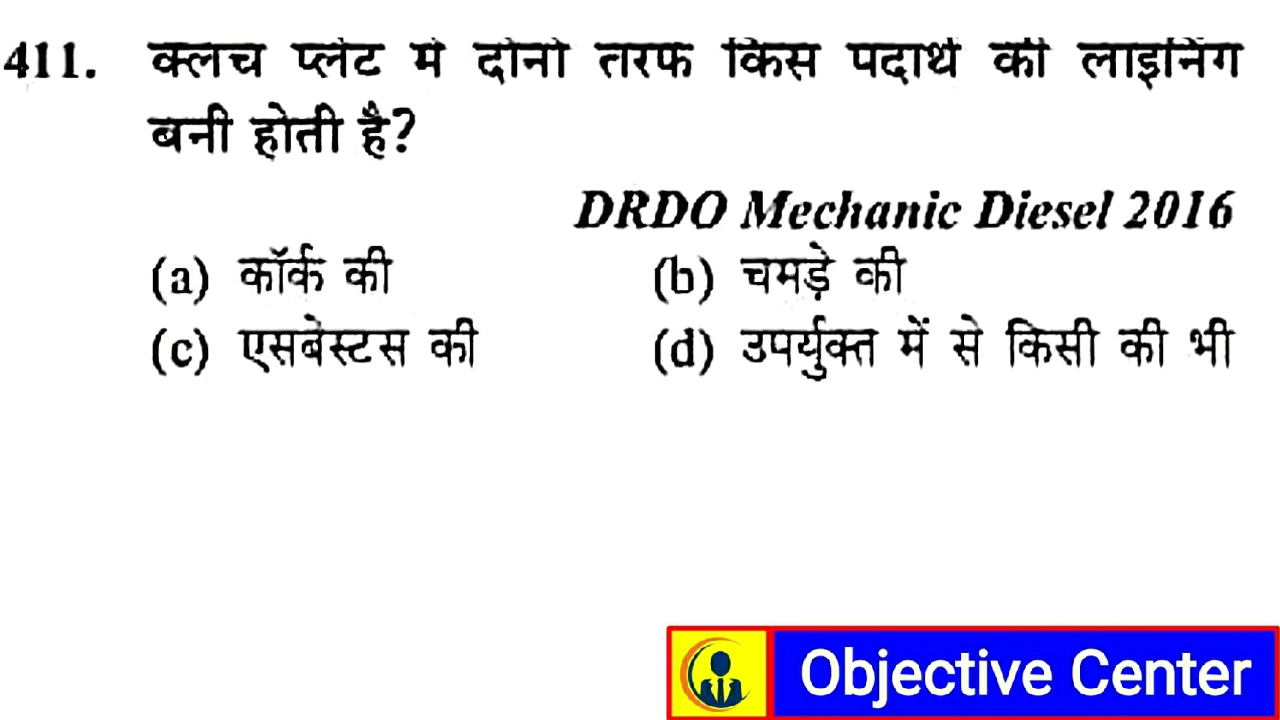 411. क्लच प्लेट में दोनों तरफ किस पदार्थ की लाइनिंग
बनी होती है?
DRDO Mechanic Diesel 2016
(a) कॉर्क की (b) चमड़े की
(c) एसबेस्टस की (d) उपर्युक्त में से किसी की भी
Objective Center